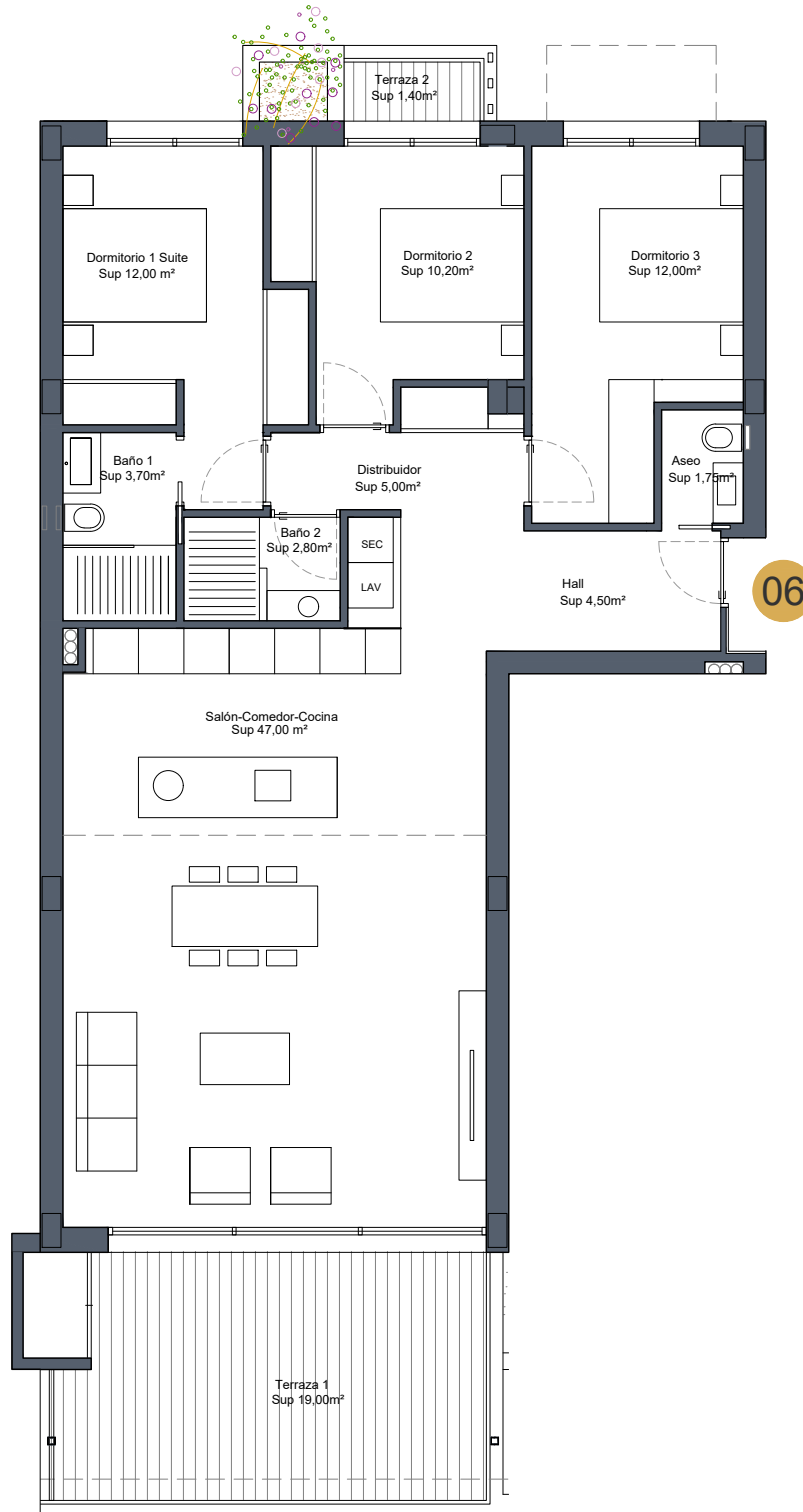 Terraza 2
Sup 1,40m²
Dormitorio 1 Suite
Sup 12,00 m²
Dormitorio 2
Sup 10,20m²
Dormitorio 3
Sup 12,00m²
Baño 1
Sup 3,70m²
Distribuidor
Sup 5,00m²
Aseo
Sup 1,75m²
Baño 2
Sup 2,80m²
SEC
LAV
Hall
Sup 4,50m²
06
Salón-Comedor-Cocina
Sup 47,00 m²
Terraza 1
Sup 19,00m²